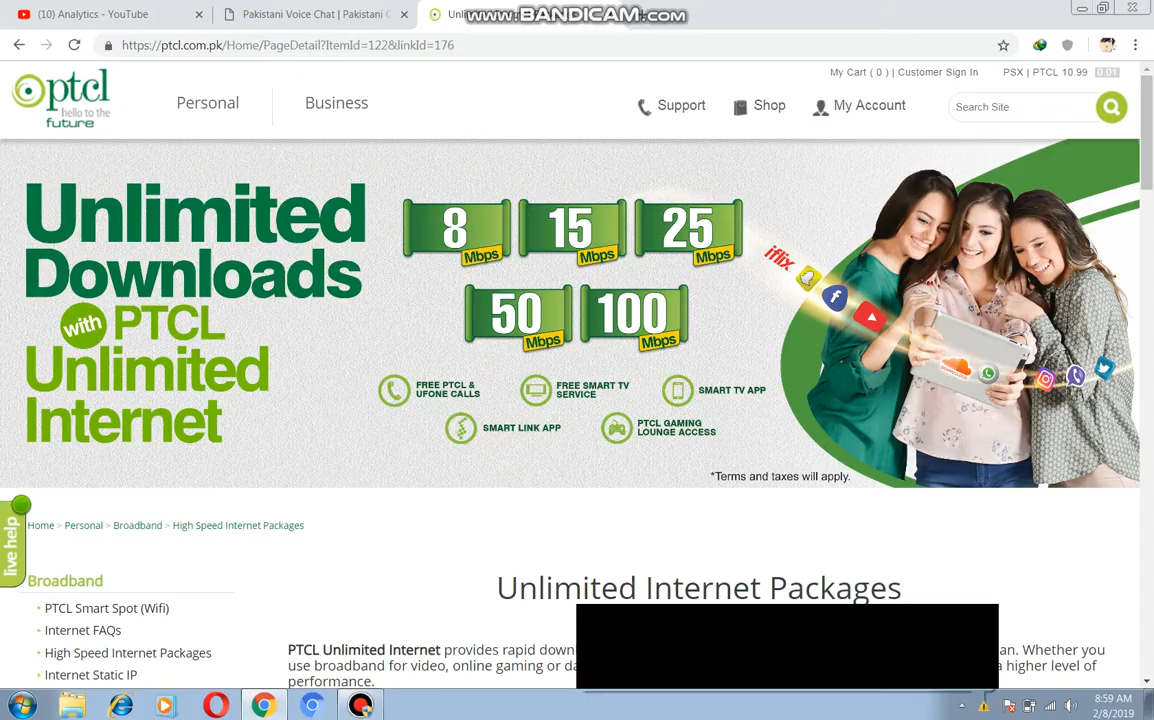 (10) Analytics - YouTube
Pakistani Voice Chat | Pakistani C
Unl
www.BANDICAM.com
https://ptcl.com.pk/Home/PageDetail?ItemId=122&linkId=176
My Cart ( 0 ) | Customer Sign In
PSX | PTCL 10.99 0.01
ptcl
hello to the
future
Personal
Business
Support
Shop
My Account
Search Site
Unlimited
Downloads
with PTCL
Unlimited
Internet
8 Mbps
15 Mbps
25 Mbps
50 Mbps
100 Mbps
iflix
FREE PTCL &
UFONE CALLS
FREE SMART TV
SERVICE
SMART TV APP
SMART LINK APP
PTCL GAMING
LOUNGE ACCESS
*Terms and taxes will apply.
live help
Home > Personal > Broadband > High Speed Internet Packages
Broadband
PTCL Smart Spot (Wifi)
Internet FAQs
High Speed Internet Packages
Internet Static IP
Unlimited Internet Packages
PTCL Unlimited Internet provides rapid down an. Whether you
use broadband for video, online gaming or da a higher level of
performance.
8:59 AM
2/8/2019